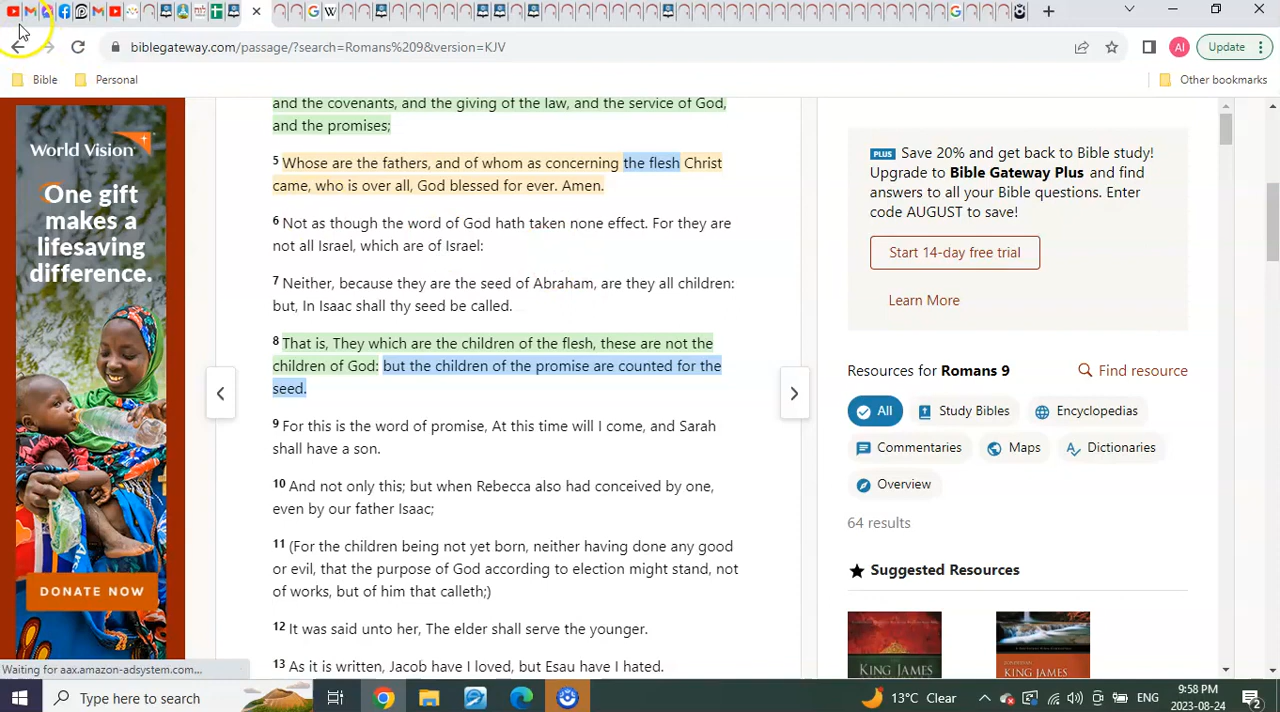 biblegateway.com/passage/?search=Romans%209&version=KJV
AI
Update
Bible
Personal
Other bookmarks
World Vision
One gift
makes a
lifesaving
difference.
DONATE NOW
and the covenants, and the giving of the law, and the service of God,
and the promises;
5 Whose are the fathers, and of whom as concerning the flesh Christ
came, who is over all, God blessed for ever. Amen.
6 Not as though the word of God hath taken none effect. For they are
not all Israel, which are of Israel:
7 Neither, because they are the seed of Abraham, are they all children:
but, In Isaac shall thy seed be called.
8 That is, They which are the children of the flesh, these are not the
children of God: but the children of the promise are counted for the
seed.
9 For this is the word of promise, At this time will I come, and Sarah
shall have a son.
10 And not only this; but when Rebecca also had conceived by one,
even by our father Isaac;
11 (For the children being not yet born, neither having done any good
or evil, that the purpose of God according to election might stand, not
of works, but of him that calleth;)
12 It was said unto her, The elder shall serve the younger.
13 As it is written, Jacob have I loved, but Esau have I hated.
PLUS Save 20% and get back to Bible study!
Upgrade to Bible Gateway Plus and find
answers to all your Bible questions. Enter
code AUGUST to save!
Start 14-day free trial
Learn More
Resources for Romans 9
Find resource
All
Study Bibles
Encyclopedias
Commentaries
Maps
Dictionaries
Overview
64 results
Suggested Resources
KING JAMES
KING JAMES
Waiting for aax.amazon-adsystem.com...
Type here to search
13°C Clear
ENG
9:58 PM
2023-08-24
2